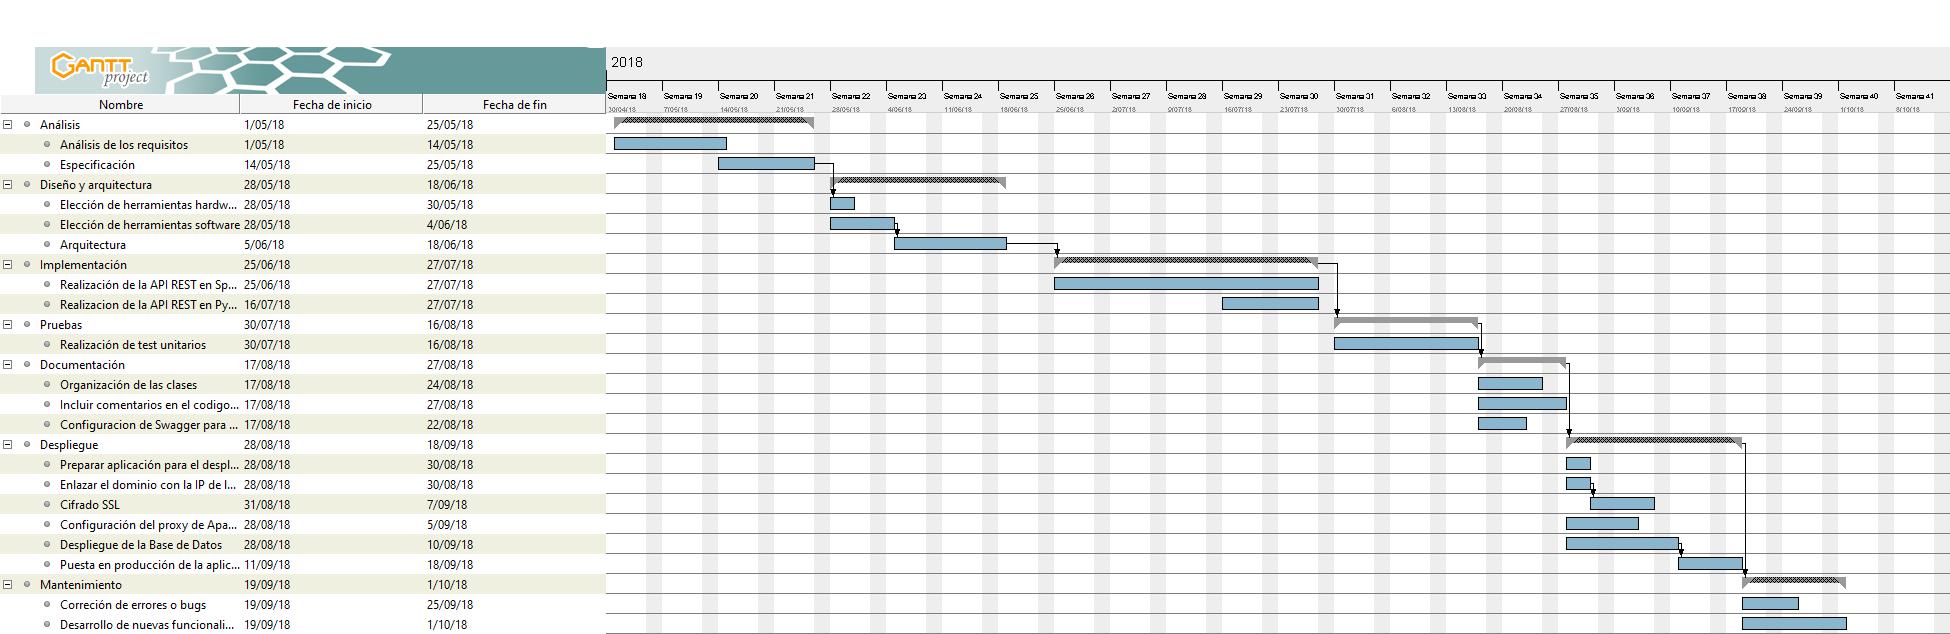 GANTT
project
2018
Semana 18 Semana 19 Semana 20 Semana 21 Semana 22 Semana 23 Semana 24 Semana 25 Semana 26 Semana 27 Semana 28 Semana 29 Semana 30 Semana 31 Semana 32 Semana 33 Semana 34 Semana 35 Semana 36 Semana 37 Semana 38 Semana 39 Semana 40 Semana 41
Nombre Fecha de inicio Fecha de fin
30/04/18 7/05/18 14/05/18 21/05/18 28/05/18 4/06/18 11/06/18 18/06/18 25/06/18 2/07/18 9/07/18 16/07/18 23/07/18 30/07/18 6/08/18 13/08/18 20/08/18 27/08/18 3/09/18 10/09/18 17/09/18 24/09/18 1/10/18 8/10/18
Análisis 1/05/18 25/05/18
Análisis de los requisitos 1/05/18 14/05/18
Especificación 14/05/18 25/05/18
Diseño y arquitectura 28/05/18 18/06/18
Elección de herramientas hardw... 28/05/18 30/05/18
Elección de herramientas software 28/05/18 4/06/18
Arquitectura 5/06/18 18/06/18
Implementación 25/06/18 27/07/18
Realización de la API REST en Sp... 25/06/18 27/07/18
Realizacion de la API REST en Py... 16/07/18 27/07/18
Pruebas 30/07/18 16/08/18
Realización de test unitarios 30/07/18 16/08/18
Documentación 17/08/18 27/08/18
Organización de las clases 17/08/18 24/08/18
Incluir comentarios en el codigo... 17/08/18 27/08/18
Configuracion de Swagger para ... 17/08/18 22/08/18
Despliegue 28/08/18 18/09/18
Preparar aplicación para el despl... 28/08/18 30/08/18
Enlazar el dominio con la IP de l... 28/08/18 30/08/18
Cifrado SSL 31/08/18 7/09/18
Configuración del proxy de Apa... 28/08/18 5/09/18
Despliegue de la Base de Datos 28/08/18 10/09/18
Puesta en producción de la aplic... 11/09/18 18/09/18
Mantenimiento 19/09/18 1/10/18
Correción de errores o bugs 19/09/18 25/09/18
Desarrollo de nuevas funcionali... 19/09/18 1/10/18